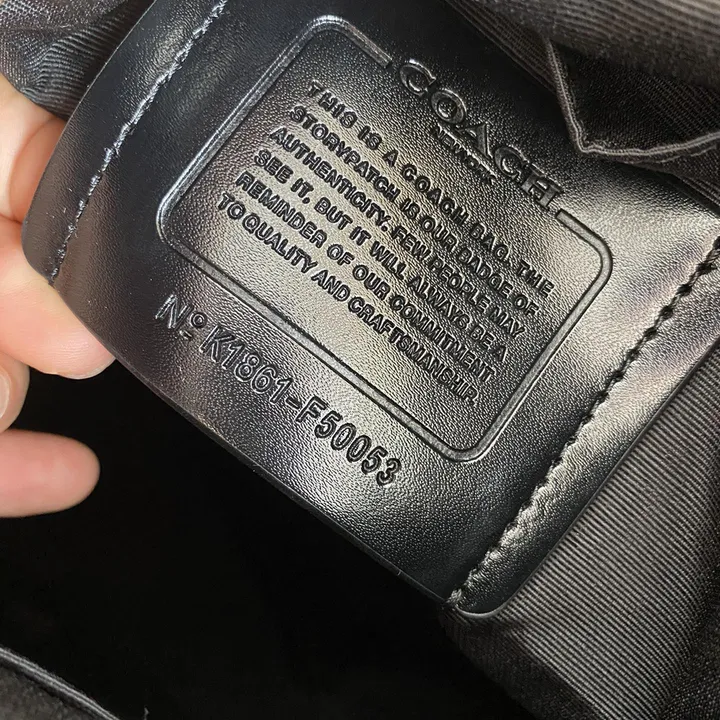 COACH
NEW YORK
THIS IS A COACH BAG. THE
STORYPATCH IS OUR BADGE OF
AUTHENTICITY. FEW PEOPLE MAY
SEE IT, BUT IT WILL ALWAYS BE A
REMINDER OF OUR COMMITMENT
TO QUALITY AND CRAFTSMANSHIP.
Nº K1861-F50053